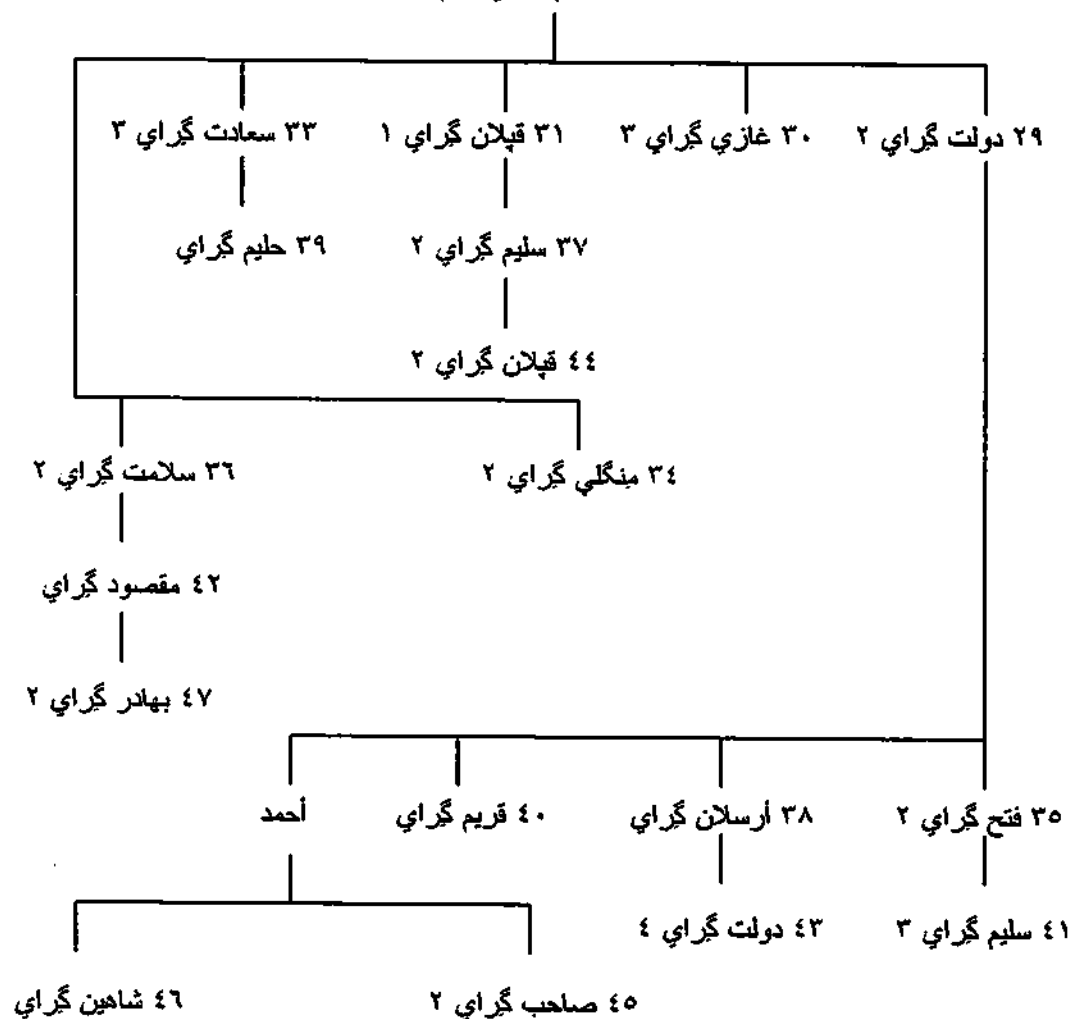 ٢٩ دولت گراي ٢ ٣٠ غازي گراي ٣ ٣١ قپلان گراي ١ ٣٣ سعادت گراي ٣
٣٧ سليم گراي ٢ ٣٩ حليم گراي
٤٤ قپلان گراي ٢
٣٤ منگلي گراي ٢ ٣٦ سلامت گراي ٢
٤٢ مقصود گراي
٤٧ بهادر گراي ٢
٣٥ فتح گراي ٢ ٣٨ أرسلان گراي ٤٠ قريم گراي أحمد
٤١ سليم گراي ٣ ٤٣ دولت گراي ٤
٤٥ صاحب گراي ٢ ٤٦ شاهين گراي